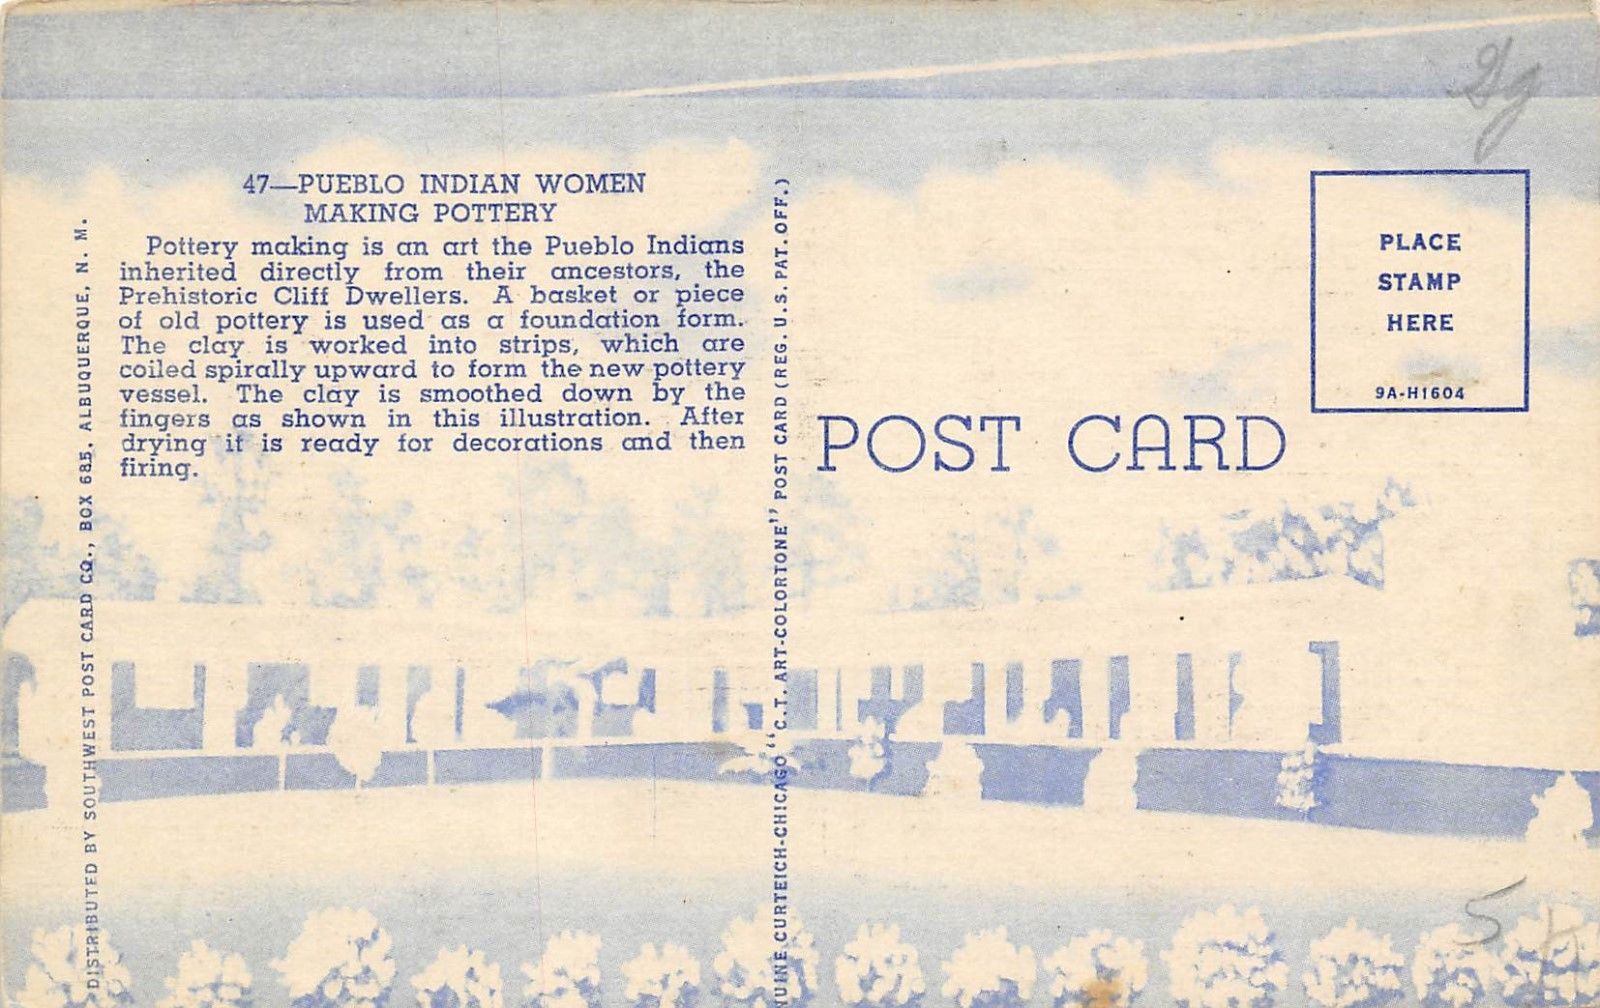 47—PUEBLO INDIAN WOMEN
MAKING POTTERY
Pottery making is an art the Pueblo Indians
inherited directly from their ancestors, the
Prehistoric Cliff Dwellers. A basket or piece
of old pottery is used as a foundation form.
The clay is worked into strips, which are
coiled spirally upward to form the new pottery
vessel. The clay is smoothed down by the
fingers as shown in this illustration. After
drying it is ready for decorations and then
firing.
DISTRIBUTED BY SOUTHWEST POST CARD CO., BOX 685, ALBUQUERQUE, N. M.
CURTEICH-CHICAGO "C.T. ART-COLORTONE" POST CARD (REG. U.S. PAT. OFF.)
POST CARD
PLACE
STAMP
HERE
9A-H1604
5